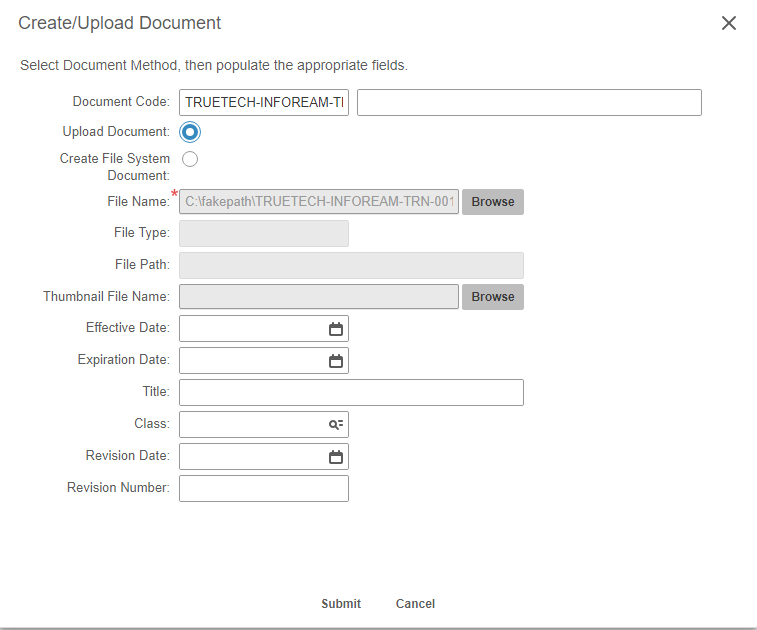 Create/Upload Document
Select Document Method, then populate the appropriate fields.
Document Code: TRUETECH-INFOREAM-T
Upload Document:
Create File System
Document:
File Name: * C:\fakepath\TRUETECH-INFOREAM-TRN-001
Browse
File Type:
File Path:
Thumbnail File Name:
Browse
Effective Date:
Expiration Date:
Title:
Class:
Revision Date:
Revision Number:
Submit Cancel